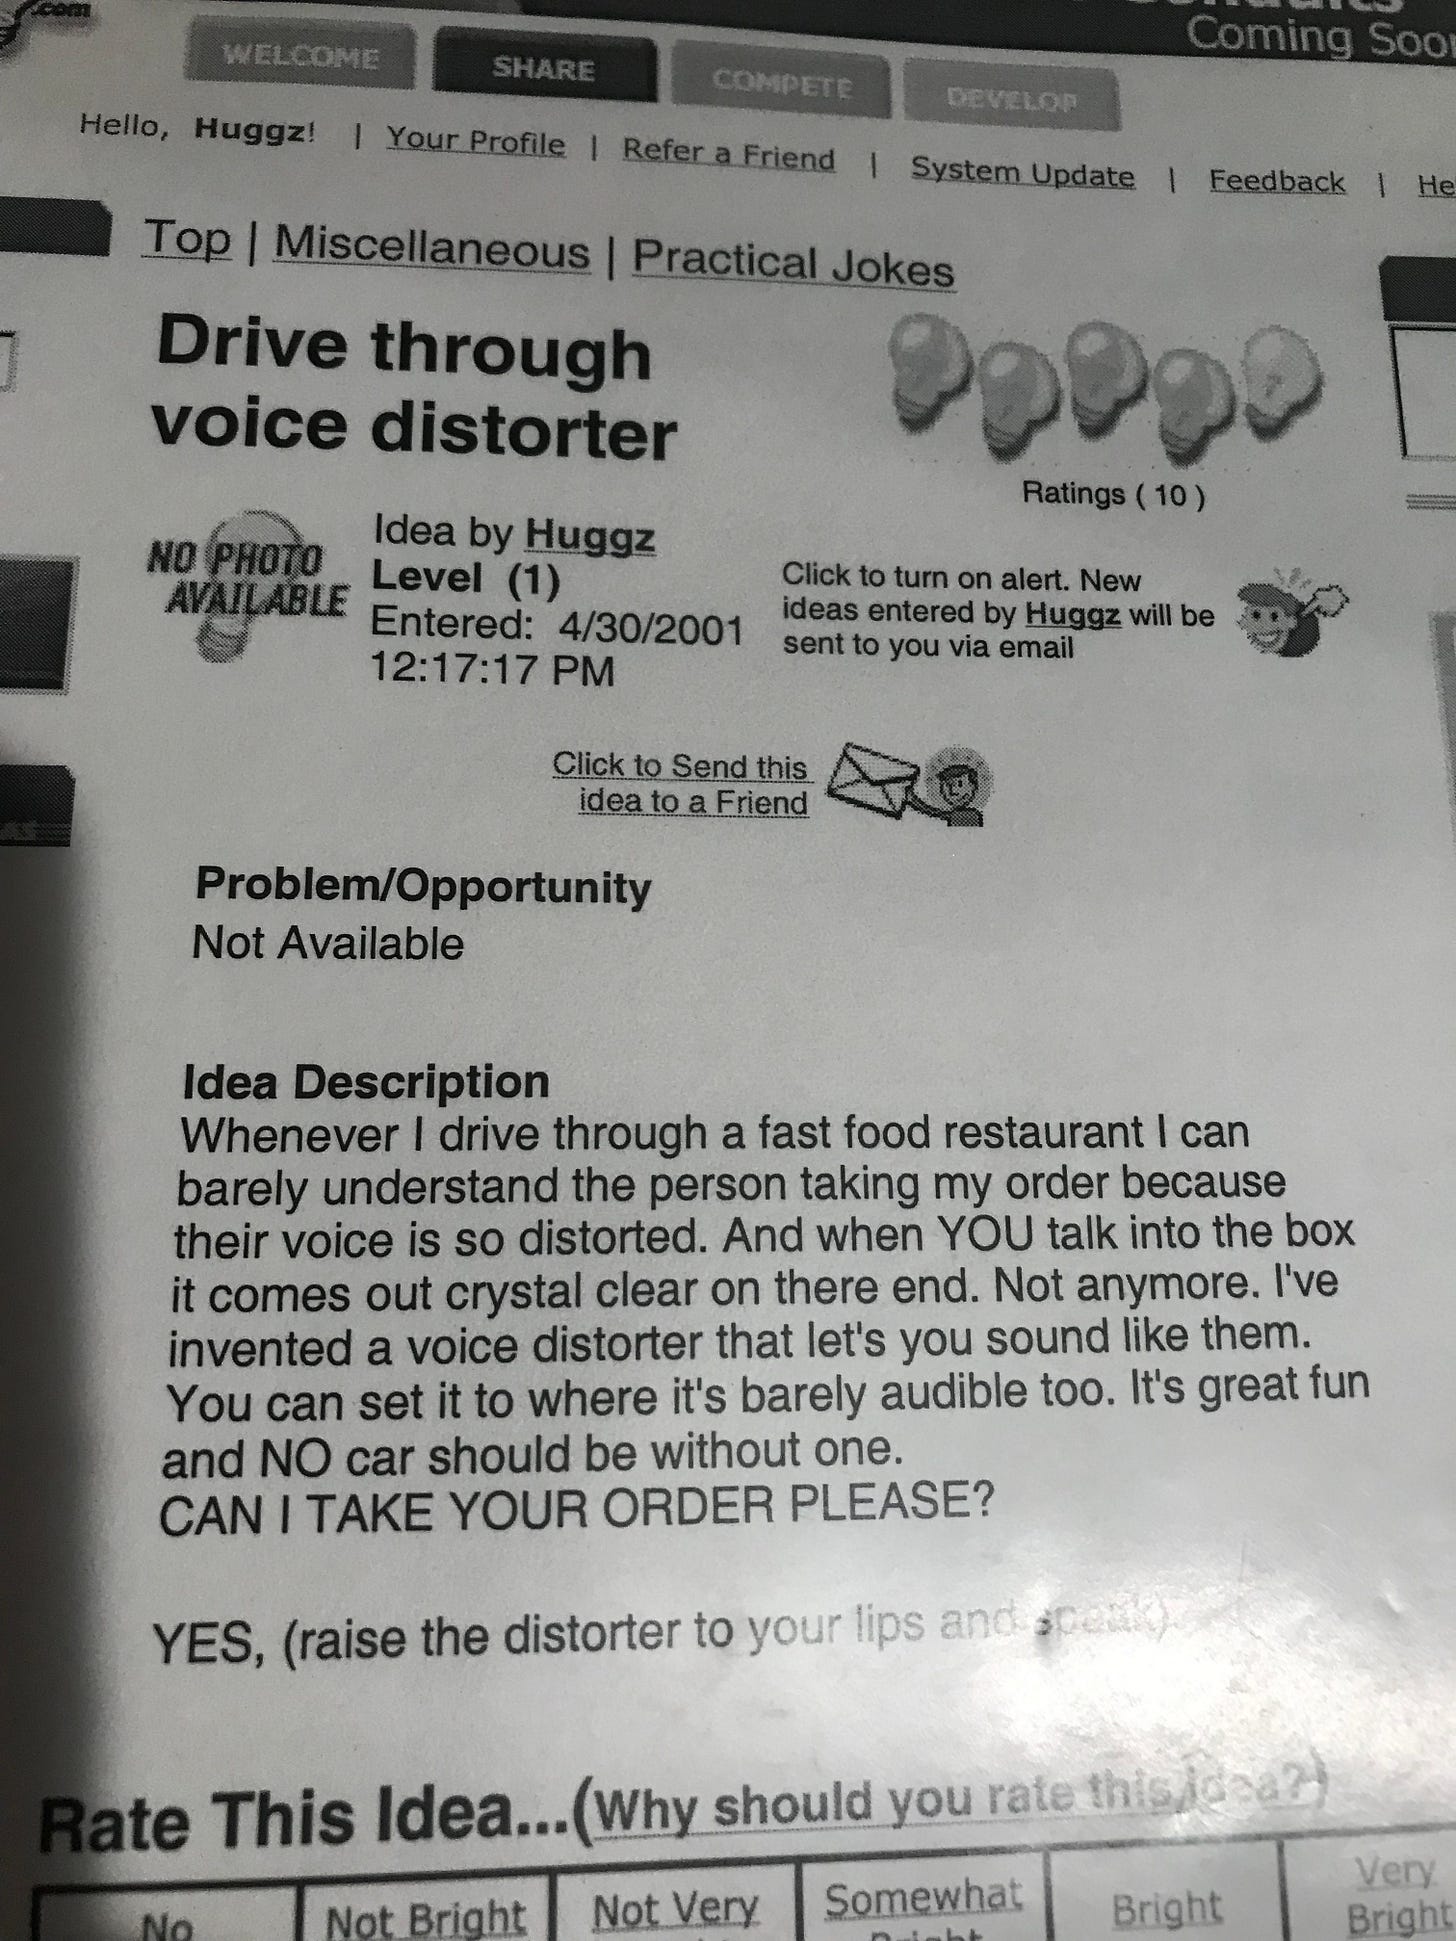 .com
Coming Soon
WELCOME
SHARE
COMPETE
DEVELOP
Hello, Huggz! | Your Profile | Refer a Friend | System Update | Feedback | He
Top | Miscellaneous | Practical Jokes
Drive through
voice distorter
Ratings ( 10 )
NO PHOTO
AVAILABLE
Idea by Huggz
Level (1)
Entered: 4/30/2001
12:17:17 PM
Click to turn on alert. New
ideas entered by Huggz will be
sent to you via email
Click to Send this
idea to a Friend
Problem/Opportunity
Not Available
Idea Description
Whenever I drive through a fast food restaurant I can
barely understand the person taking my order because
their voice is so distorted. And when YOU talk into the box
it comes out crystal clear on there end. Not anymore. I've
invented a voice distorter that let's you sound like them.
You can set it to where it's barely audible too. It's great fun
and NO car should be without one.
CAN I TAKE YOUR ORDER PLEASE?
YES, (raise the distorter to your lips and speak)
Rate This Idea...(Why should you rate this idea?)
No
Not Bright
Not Very
Somewhat
Bright
Bright
Very
Bright